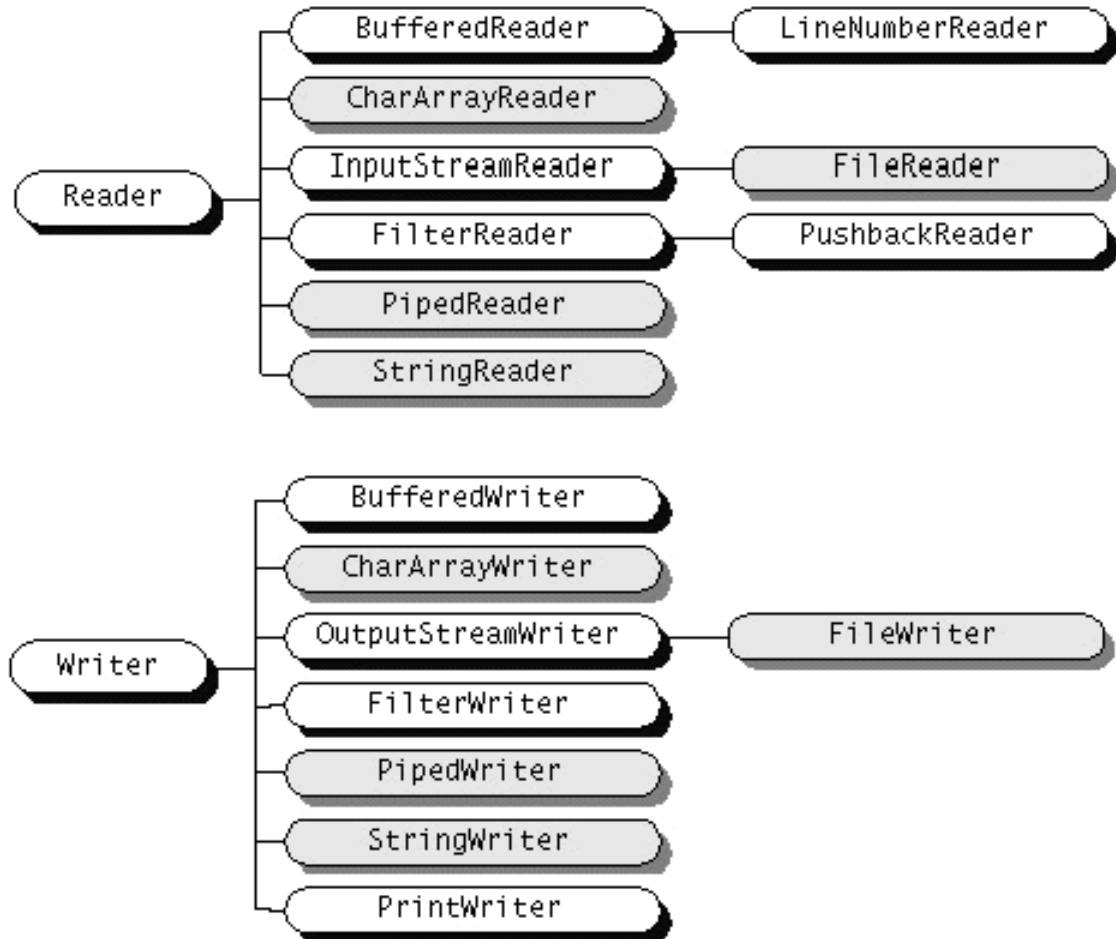 BufferedReader
LineNumberReader
CharArrayReader
InputStreamReader
FileReader
Reader
FilterReader
PushbackReader
PipedReader
StringReader
BufferedWriter
CharArrayWriter
OutputStreamWriter
FileWriter
Writer
FilterWriter
PipedWriter
StringWriter
PrintWriter